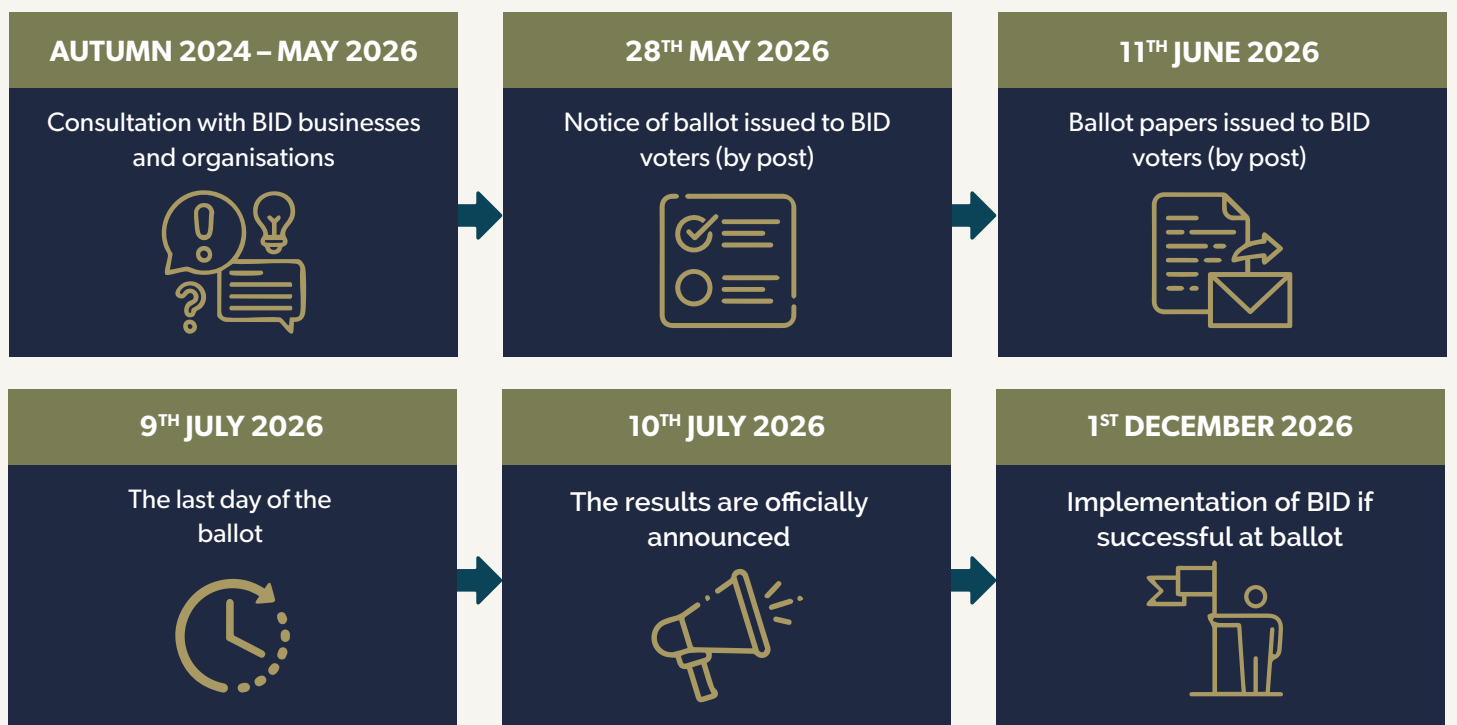 AUTUMN 2024 – MAY 2026
Consultation with BID businesses
and organisations
28TH MAY 2026
Notice of ballot issued to BID
voters (by post)
11TH JUNE 2026
Ballot papers issued to BID
voters (by post)
9TH JULY 2026
The last day of the
ballot
10TH JULY 2026
The results are officially
announced
1ST DECEMBER 2026
Implementation of BID if
successful at ballot